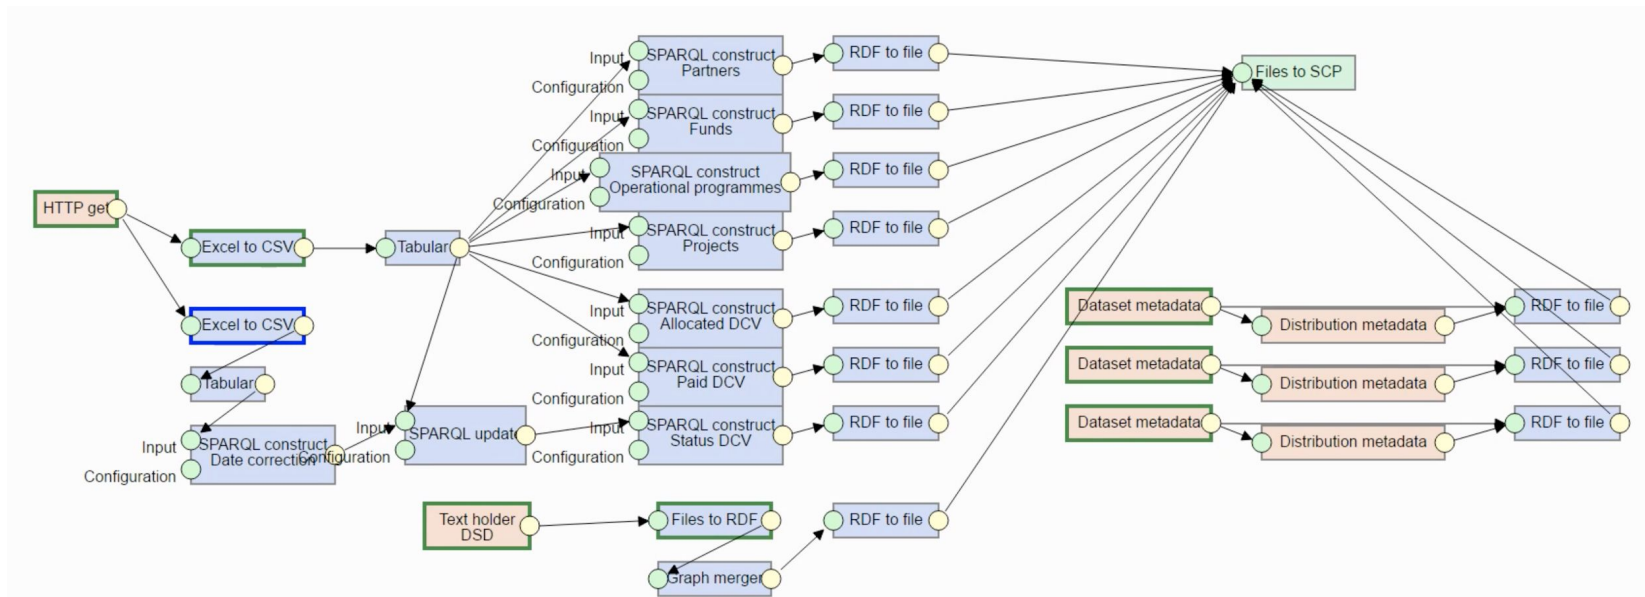 HTTP get
Excel to CSV
Tabular
Excel to CSV
Tabular
Input
Configuration
SPARQL construct
Date correction
Input
Configuration
SPARQL update
Input
Configuration
SPARQL construct
Partners
RDF to file
Input
Configuration
SPARQL construct
Funds
RDF to file
Input
Configuration
SPARQL construct
Operational programmes
RDF to file
Input
Configuration
SPARQL construct
Projects
RDF to file
Input
Configuration
SPARQL construct
Allocated DCV
RDF to file
Input
Configuration
SPARQL construct
Paid DCV
RDF to file
Input
Configuration
SPARQL construct
Status DCV
RDF to file
Text holder
DSD
Files to RDF
Graph merger
RDF to file
Files to SCP
Dataset metadata
Distribution metadata
RDF to file
Dataset metadata
Distribution metadata
RDF to file
Dataset metadata
Distribution metadata
RDF to file